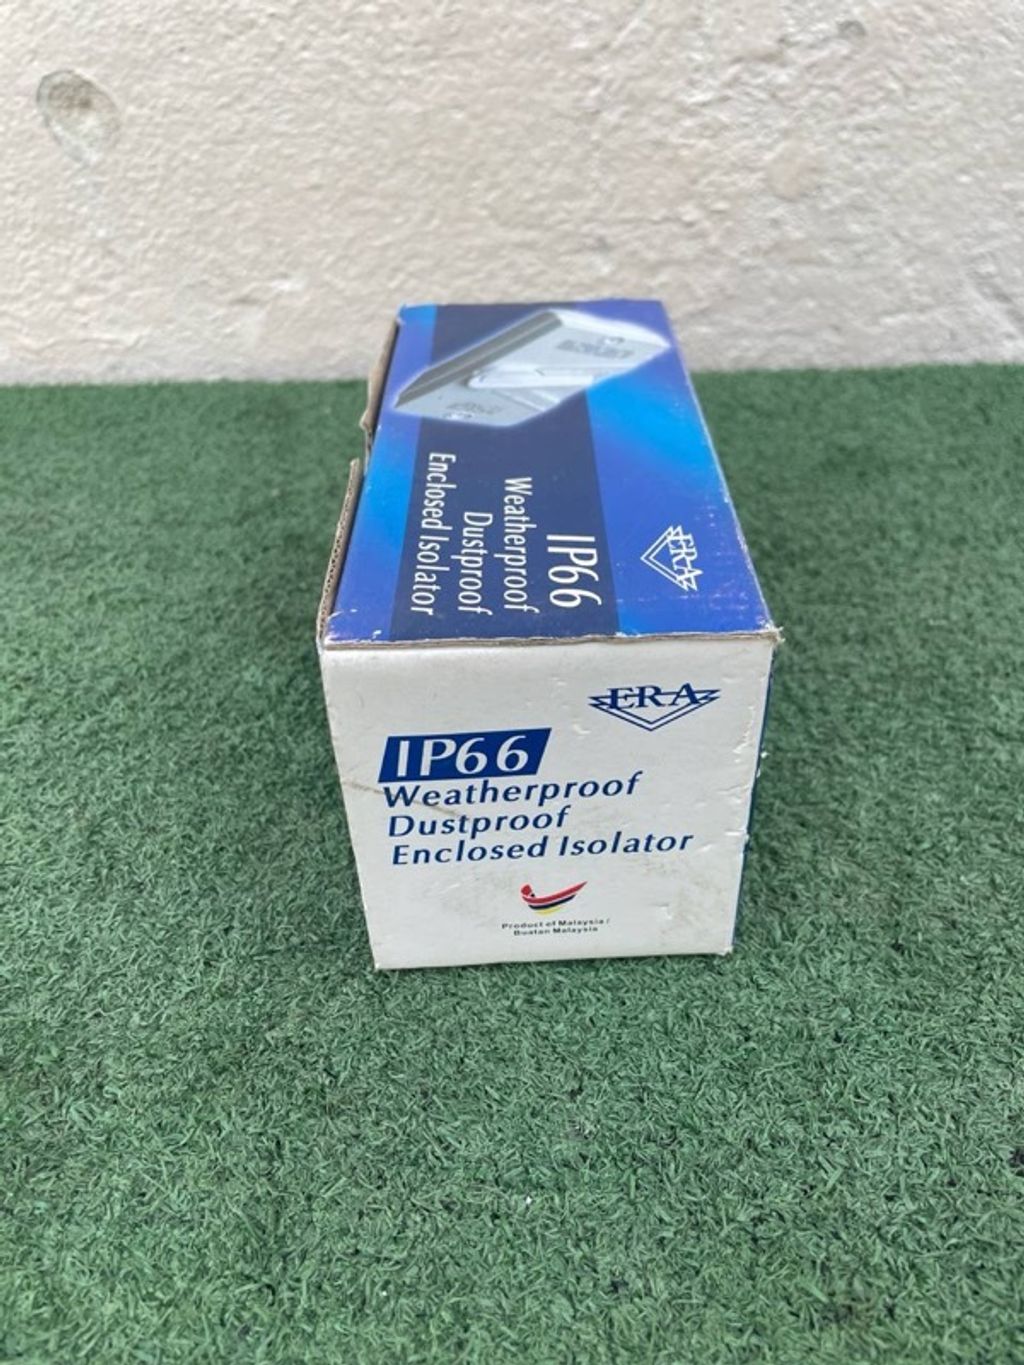 IP66
Weatherproof
Dustproof
Enclosed Isolator
ERA
ERA
IP66
Weatherproof
Dustproof
Enclosed Isolator
Product of Malaysia /
Buatan Malaysia